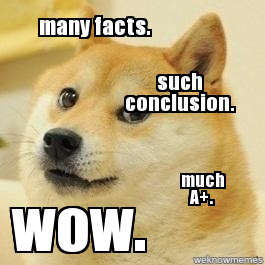 many facts.
such
conclusion.
much
A+.
WOW.
weknowmemes